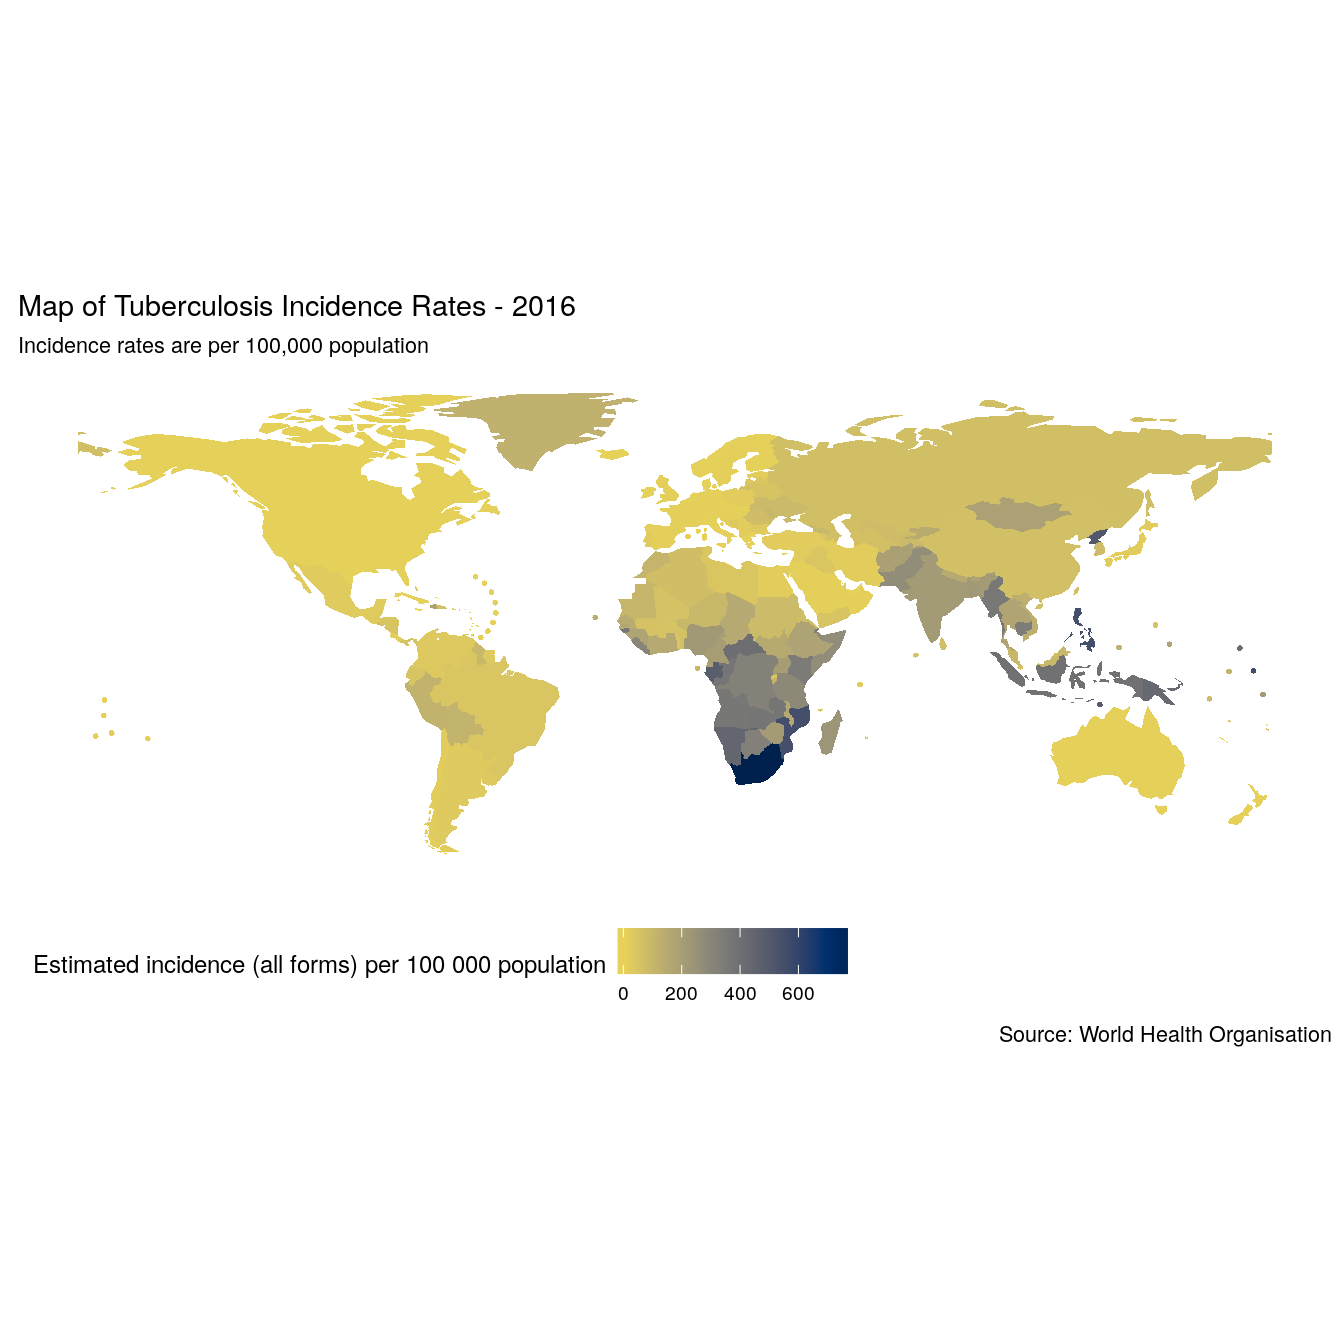 Map of Tuberculosis Incidence Rates - 2016
Incidence rates are per 100,000 population
Estimated incidence (all forms) per 100 000 population
0 200 400 600
Source: World Health Organisation